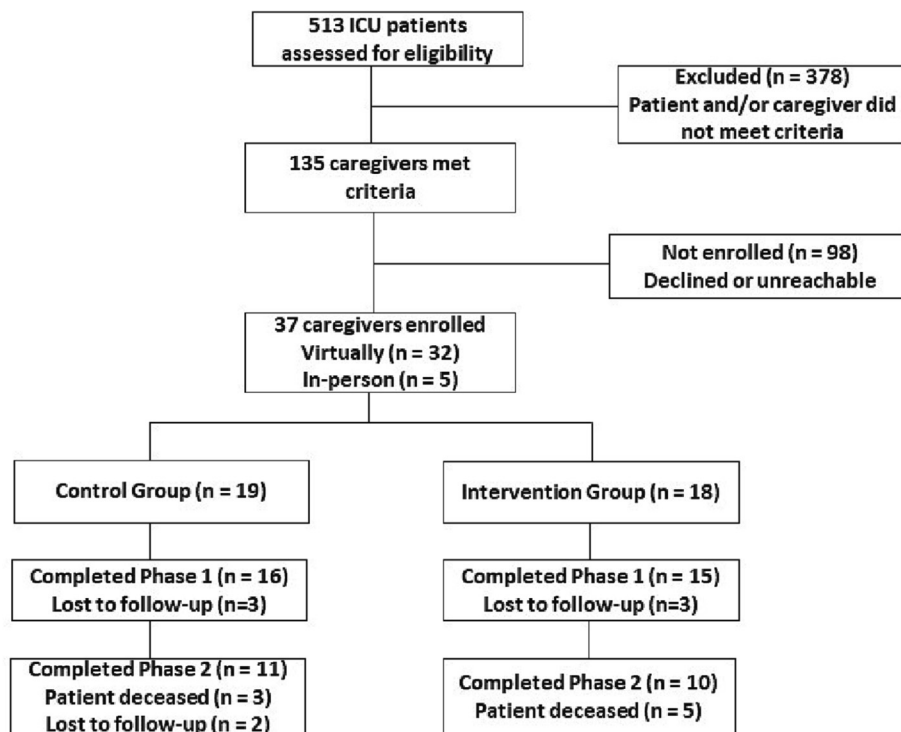 513 ICU patients
assessed for eligibility
Excluded (n = 378)
Patient and/or caregiver did
not meet criteria
135 caregivers met
criteria
Not enrolled (n = 98)
Declined or unreachable
37 caregivers enrolled
Virtually (n = 32)
In-person (n = 5)
Control Group (n = 19)
Intervention Group (n = 18)
Completed Phase 1 (n = 16)
Lost to follow-up (n=3)
Completed Phase 1 (n = 15)
Lost to follow-up (n=3)
Completed Phase 2 (n = 11)
Patient deceased (n = 3)
Lost to follow-up (n = 2)
Completed Phase 2 (n = 10)
Patient deceased (n = 5)